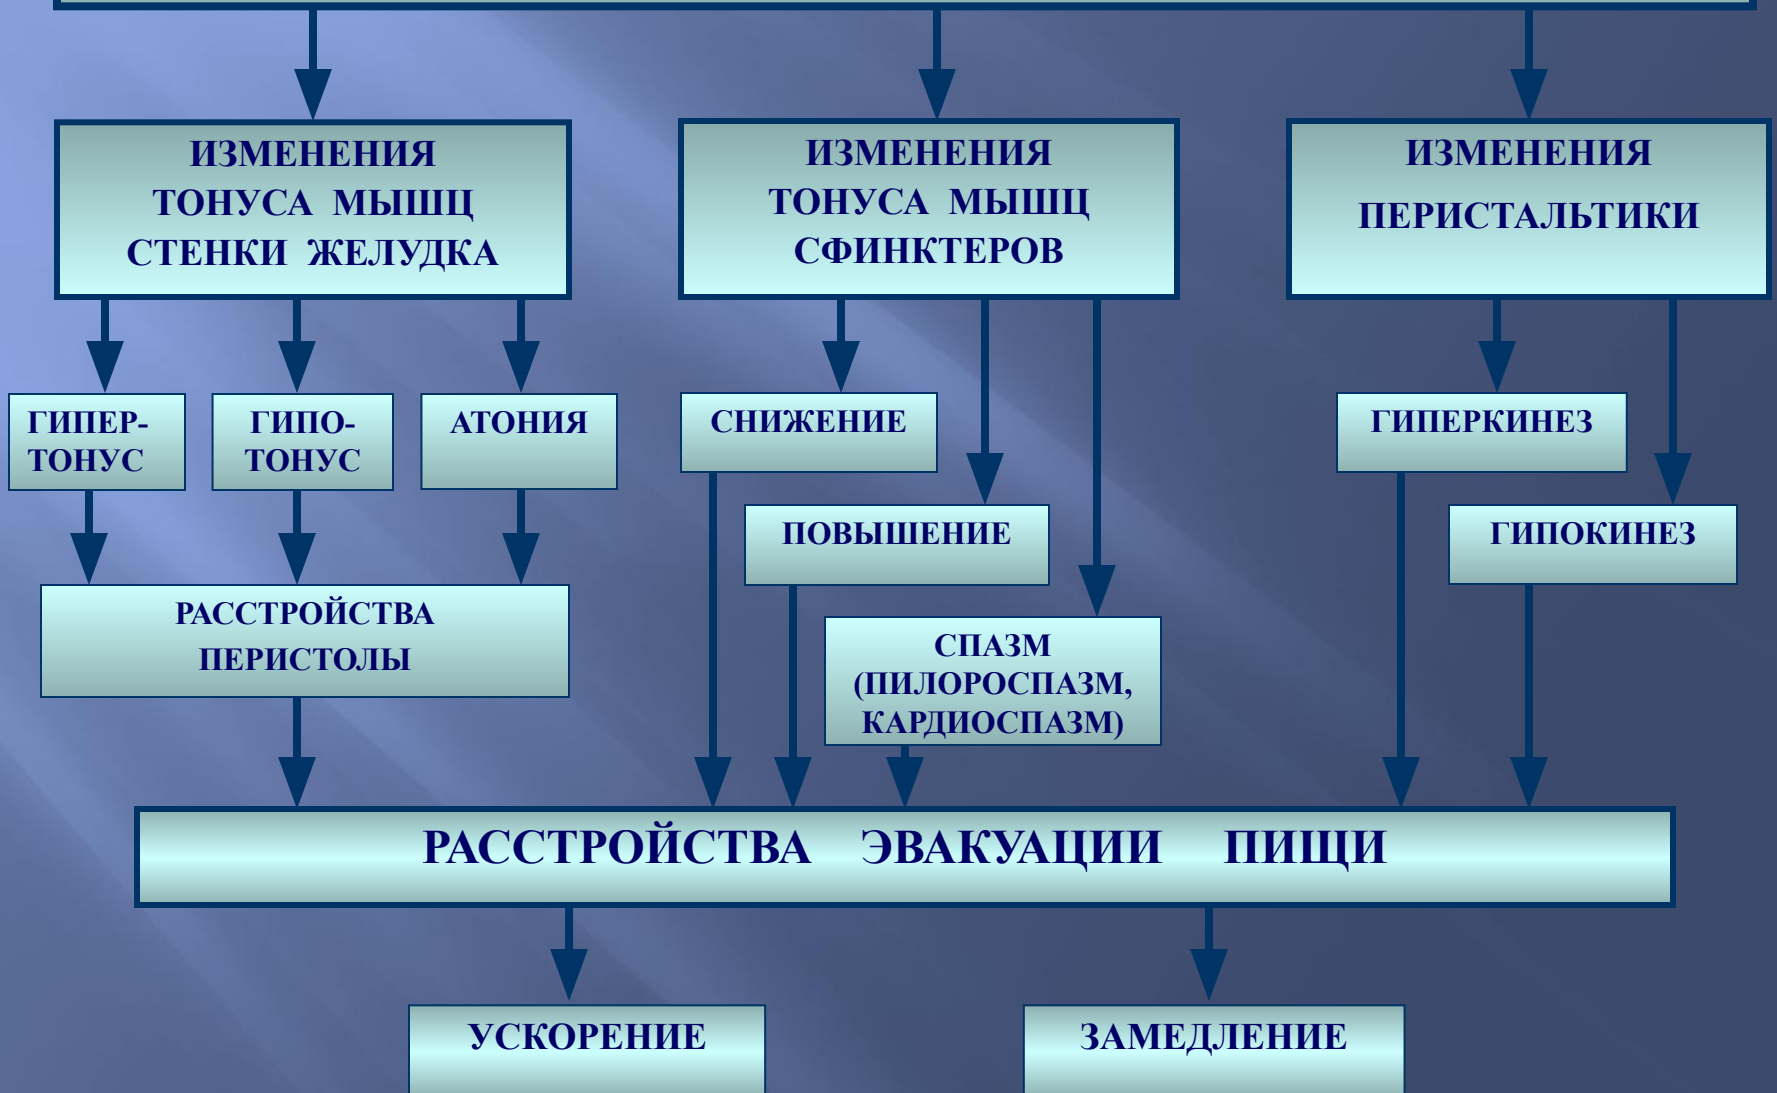 ИЗМЕНЕНИЯ
ТОНУСА МЫШЦ
СТЕНКИ ЖЕЛУДКА
ИЗМЕНЕНИЯ
ТОНУСА МЫШЦ
СФИНКТЕРОВ
ИЗМЕНЕНИЯ
ПЕРИСТАЛЬТИКИ
ГИПЕР-
ТОНУС
ГИПО-
ТОНУС
АТОНИЯ
СНИЖЕНИЕ
ГИПЕРКИНЕЗ
ПОВЫШЕНИЕ
ГИПОКИНЕЗ
РАССТРОЙСТВА
ПЕРИСТОЛЫ
СПАЗМ
(ПИЛОРОСПАЗМ,
КАРДИОСПАЗМ)
РАССТРОЙСТВА ЭВАКУАЦИИ ПИЩИ
УСКОРЕНИЕ
ЗАМЕДЛЕНИЕ